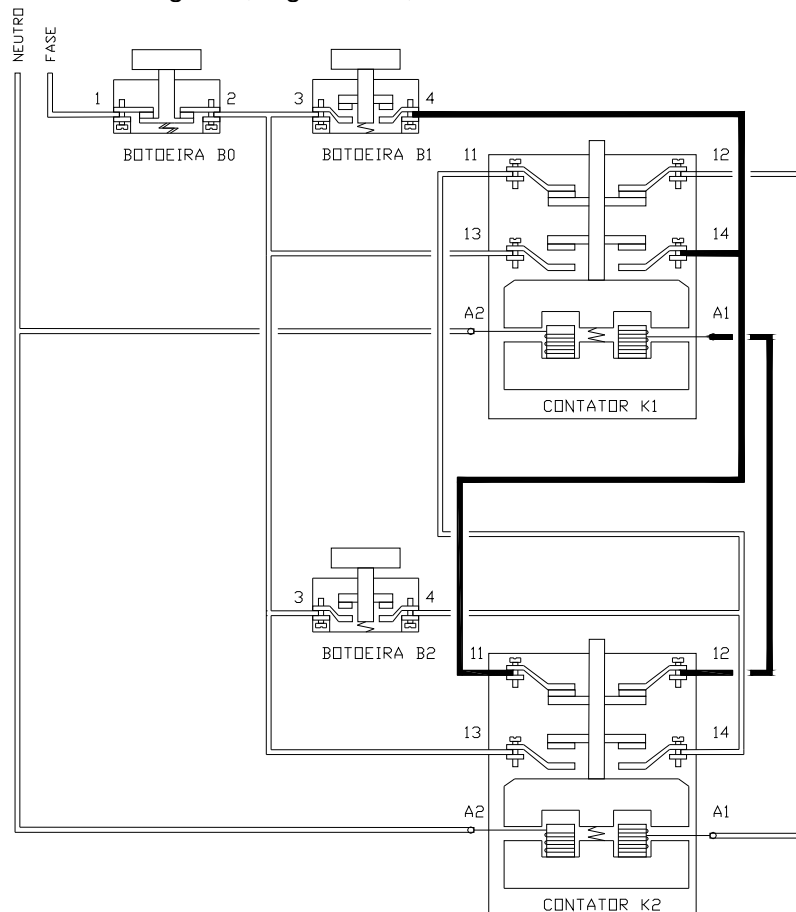 NEUTRO
FASE
1 2 3 4
BOTOEIRA B0 BOTOEIRA B1
11 12
13 14
A2 A1
CONTATOR K1
3 4
BOTOEIRA B2
11 12
13 14
A2 A1
CONTATOR K2